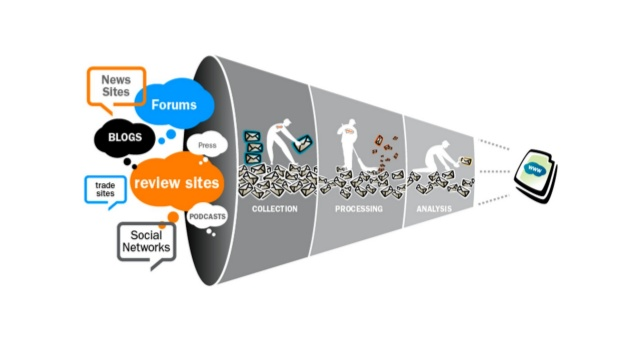 News
Sites
Forums
BLOGS
Press
review sites
trade
sites
PODCASTS
Social
Networks
COLLECTION
PROCESSING
ANALYSIS
www